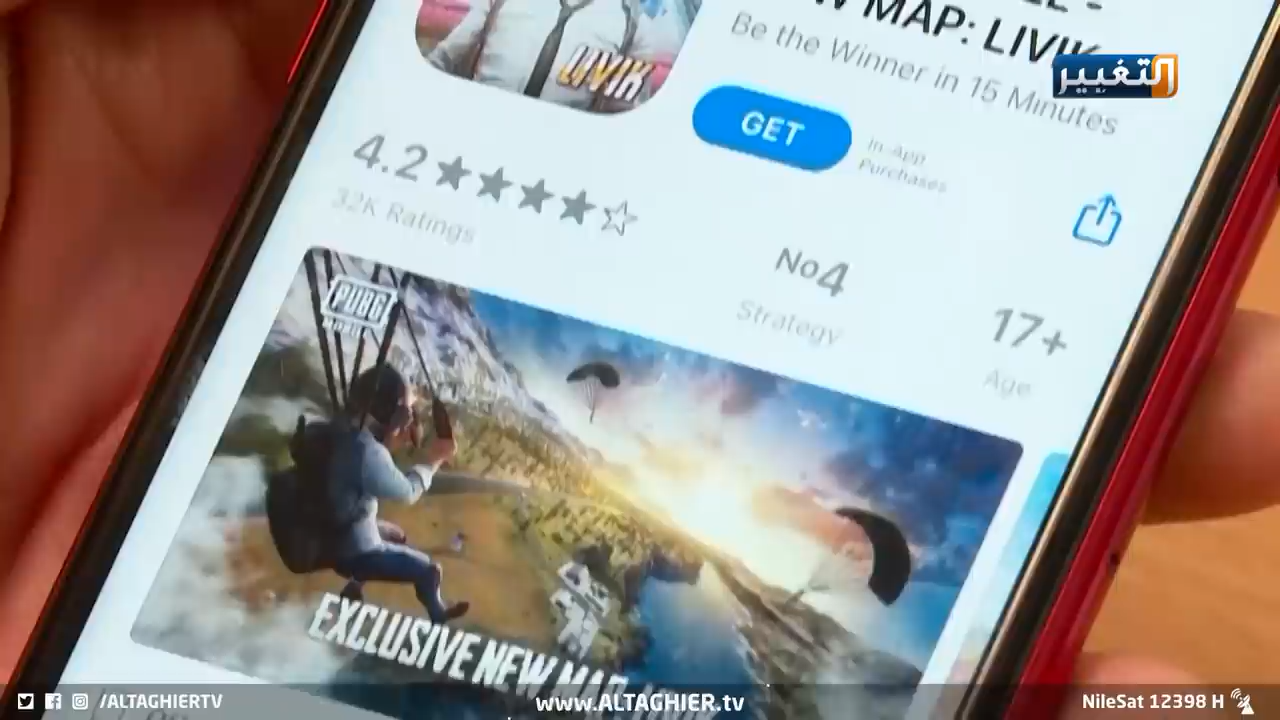 MAP: LIVIK
Be the Winner in 15 Minutes
التغيير
LIVIK
GET
In-App
Purchases
4.2
32K Ratings
No4
Strategy
17+
Age
PUBG
MOBILE
EXCLUSIVE NEW MAP
/ALTAGHIERTV
www.ALTAGHIER.tv
NileSat 12398 H